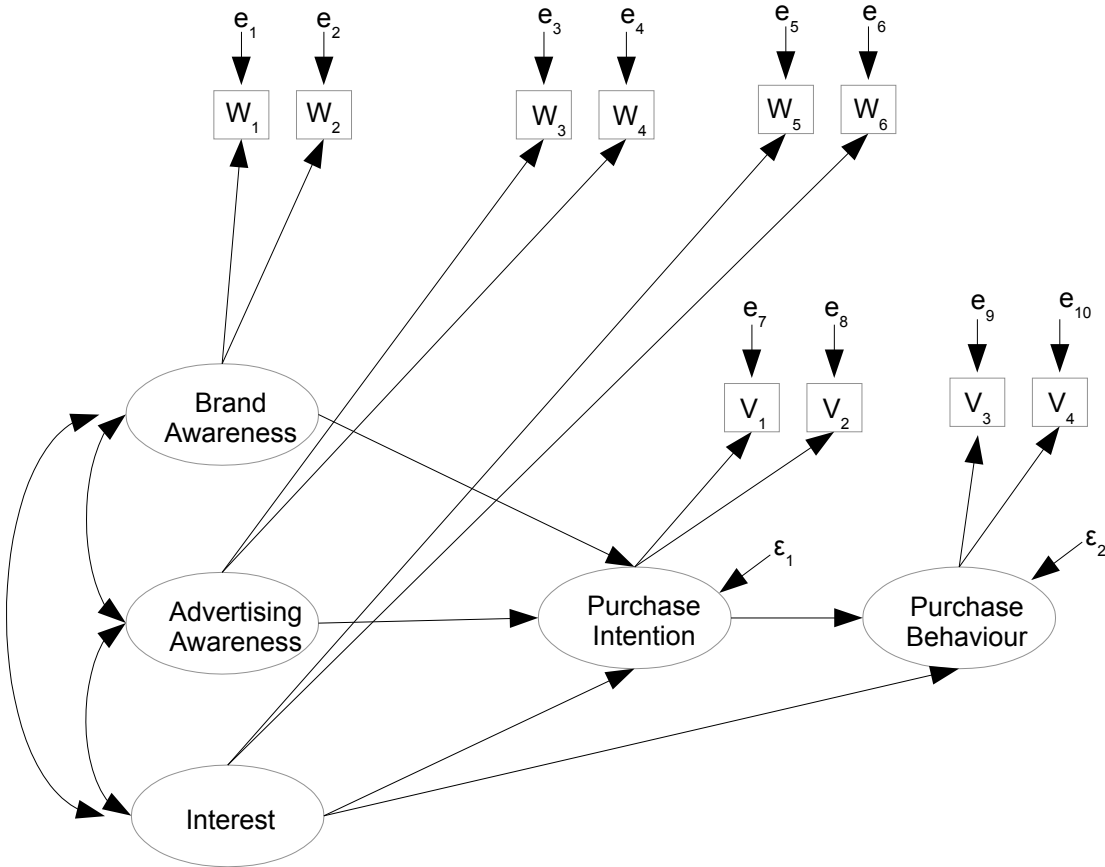 e₁ e₂ e₃ e₄ e₅ e₆
W₁ W₂ W₃ W₄ W₅ W₆
e₇ e₈ e₉ e₁₀
V₁ V₂ V₃ V₄
Brand
Awareness
ε₁ ε₂
Advertising
Awareness
Purchase
Intention
Purchase
Behaviour
Interest